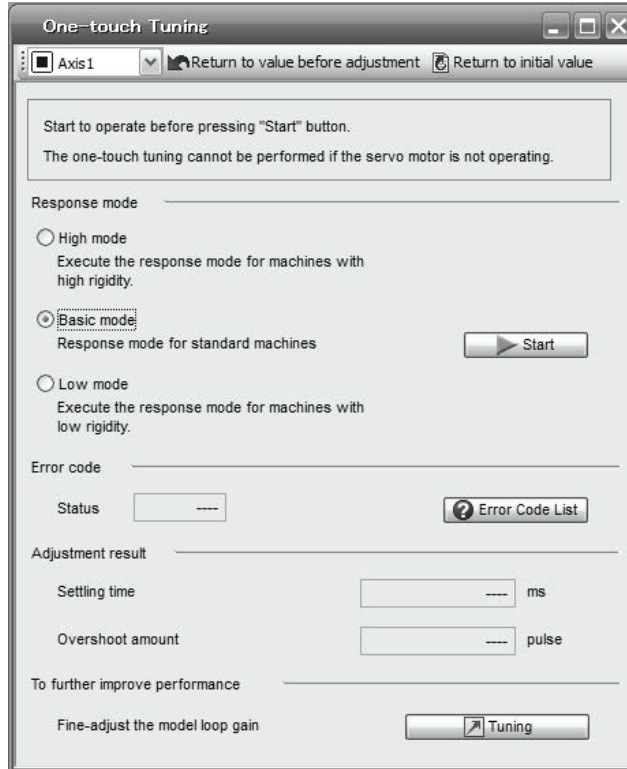 One-touch Tuning
Axis1 Return to value before adjustment Return to initial value
Start to operate before pressing "Start" button.
The one-touch tuning cannot be performed if the servo motor is not operating.
Response mode
High mode
Execute the response mode for machines with
high rigidity.
Basic mode
Response mode for standard machines
Start
Low mode
Execute the response mode for machines with
low rigidity.
Error code
Status ---- Error Code List
Adjustment result
Settling time ---- ms
Overshoot amount ---- pulse
To further improve performance
Fine-adjust the model loop gain Tuning